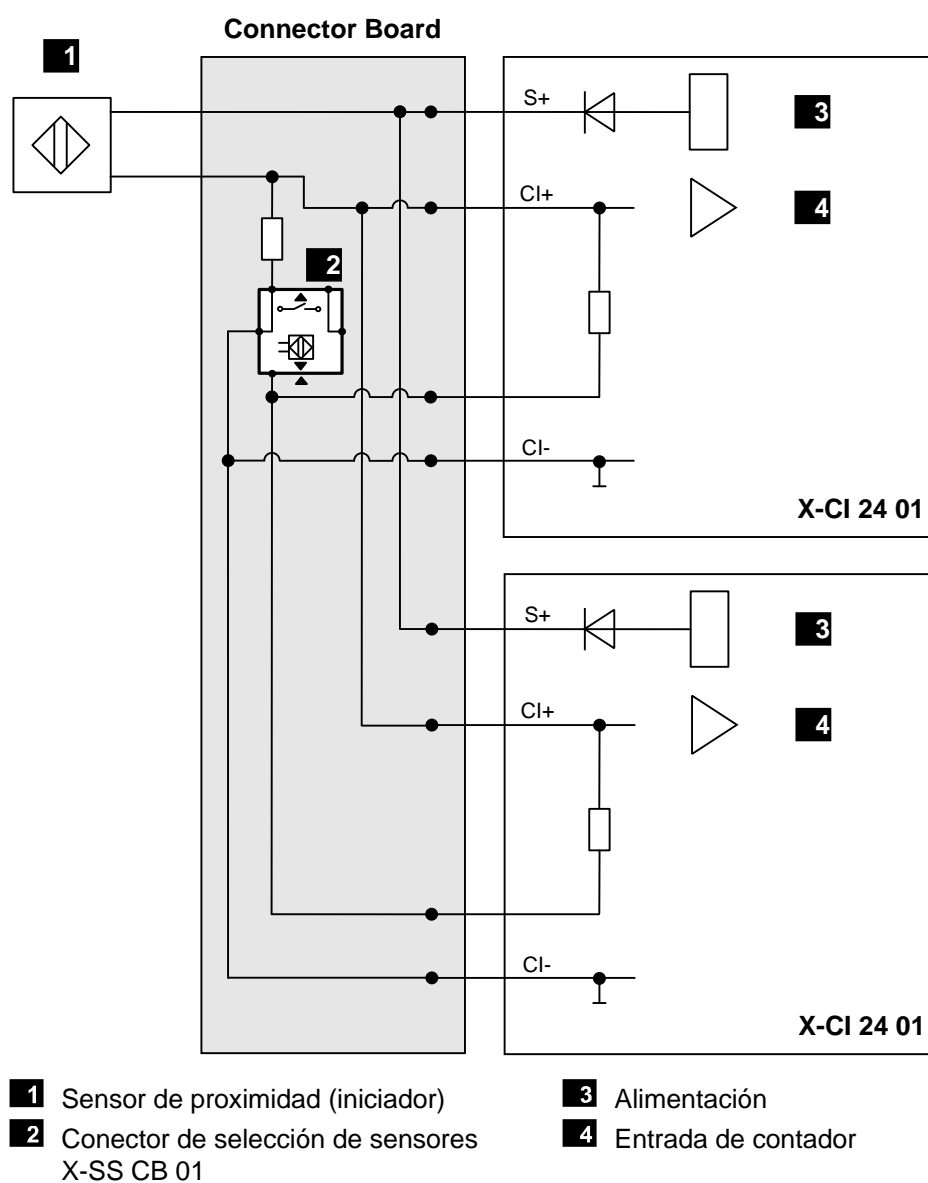 Connector Board
1
S+
3
CI+
4
2
CI-
X-CI 24 01
S+
3
CI+
4
CI-
X-CI 24 01
1 Sensor de proximidad (iniciador)
2 Conector de selección de sensores
X-SS CB 01
3 Alimentación
4 Entrada de contador